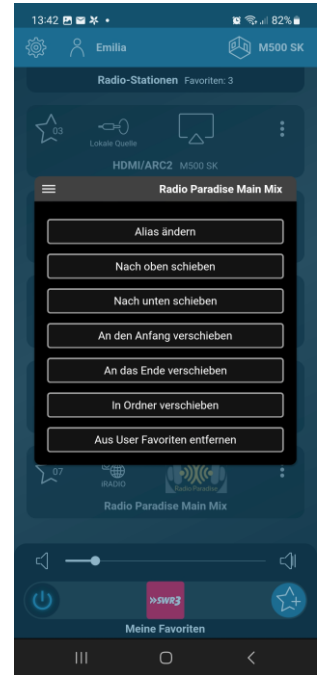 13:42 82%
Emilia M500 SK
Radio-Stationen Favoriten: 3
03
Lokale Quelle
HDMI/ARC2 M500 SK
Radio Paradise Main Mix
Alias ändern
Nach oben schieben
Nach unten schieben
An den Anfang verschieben
An das Ende verschieben
In Ordner verschieben
Aus User Favoriten entfernen
07
IRADIO Radio Paradise
Radio Paradise Main Mix
»SWR3
Meine Favoriten